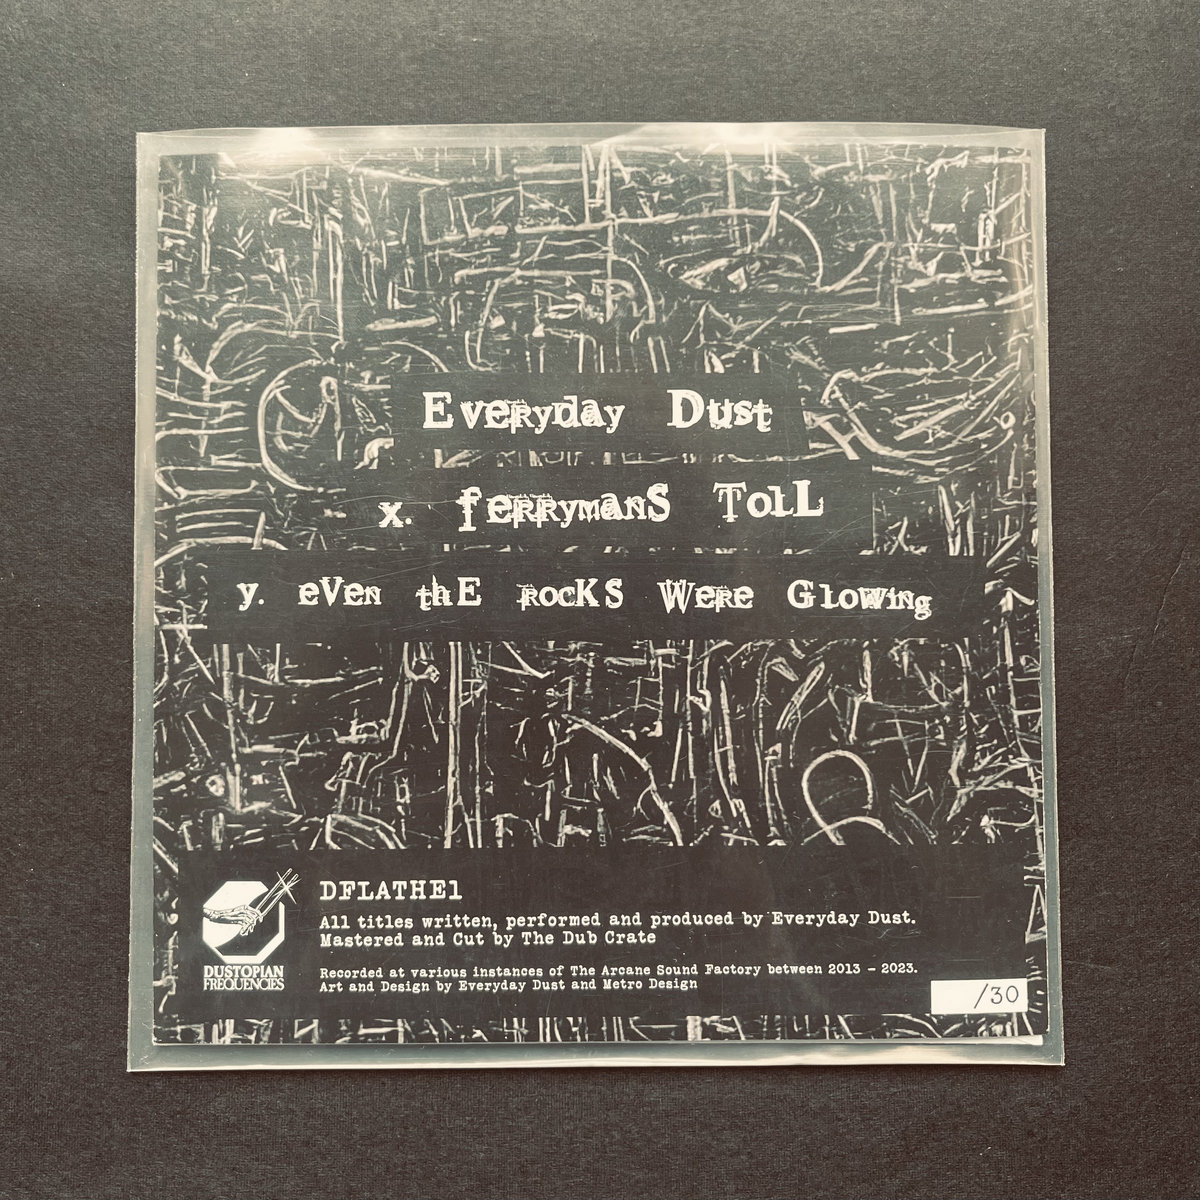 Everyday Dust
x. ferrymans Toll
y. eVen thE rocKS Were Glowing
DFLATHE1
All titles written, performed and produced by Everyday Dust.
Mastered and Cut by The Dub Crate
Recorded at various instances of The Arcane Sound Factory between 2013 - 2023.
Art and Design by Everyday Dust and Metro Design
DUSTOPIAN
FREQUENCIES
/30